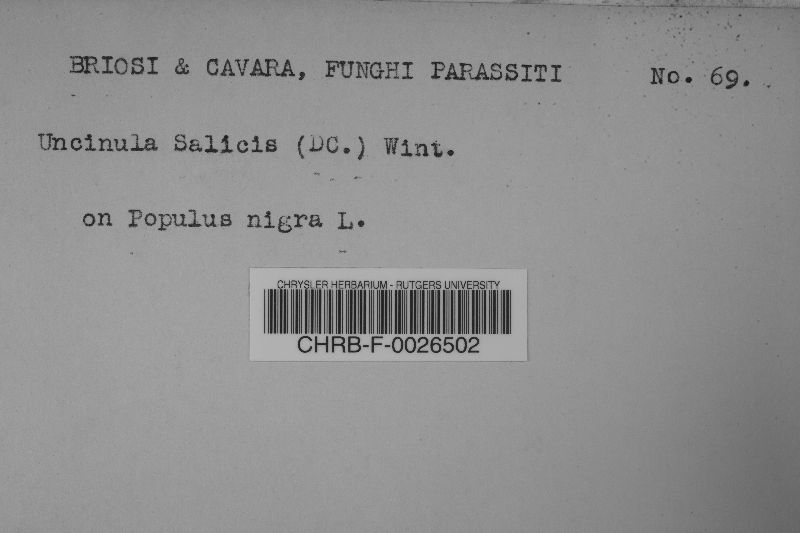 BRIOSI & CAVARA, FUNGHI PARASSITI No. 69.
Uncinula Salicis (DC.) Wint.
on Populus nigra L.
CHRYSLER HERBARIUM - RUTGERS UNIVERSITY
CHRB-F-0026502